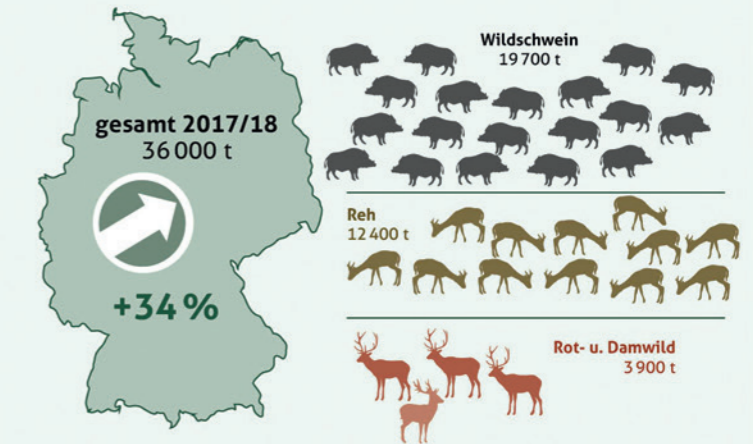 gesamt 2017/18
36 000 t
+34 %
Wildschwein
19 700 t
Reh
12 400 t
Rot- u. Damwild
3 900 t